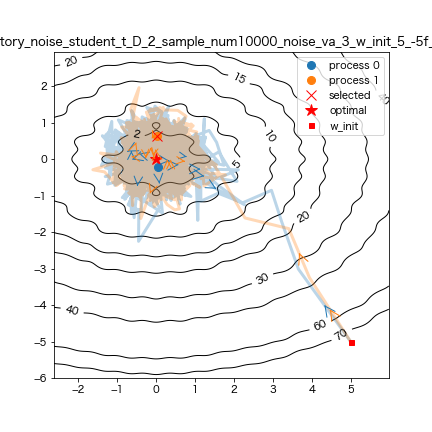 tory_noise_student_t_D_2_sample_num10000_noise_va_3_w_init_5_-5f_
process 0
process 1
selected
optimal
w_init
20
15
10
5
2
20
30
40
60
70
2
1
0
−1
−2
−3
−4
−5
−6
−2 −1 0 1 2 3 4 5